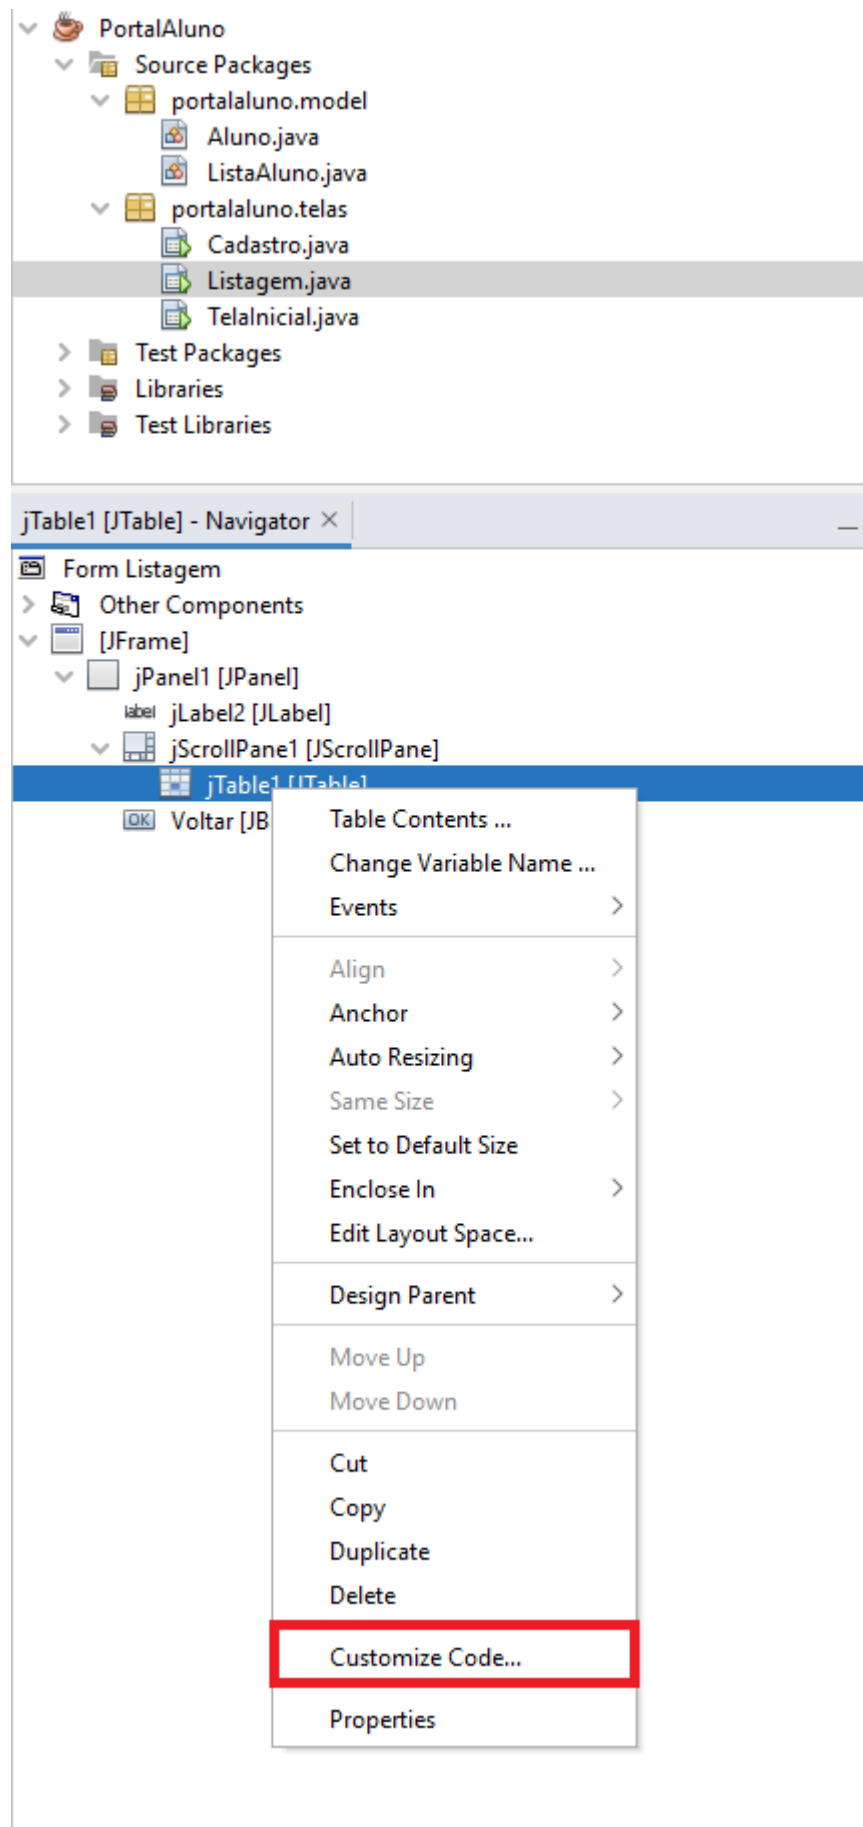 PortalAluno
Source Packages
portalaluno.model
Aluno.java
ListaAluno.java
portalaluno.telas
Cadastro.java
Listagem.java
TelaInicial.java
Test Packages
Libraries
Test Libraries
jTable1 [JTable] - Navigator
Form Listagem
Other Components
[JFrame]
jPanel1 [JPanel]
label jLabel2 [JLabel]
jScrollPane1 [JScrollPane]
jTable1 [JTable]
OK Voltar [JB
Table Contents ...
Change Variable Name ...
Events
Align
Anchor
Auto Resizing
Same Size
Set to Default Size
Enclose In
Edit Layout Space...
Design Parent
Move Up
Move Down
Cut
Copy
Duplicate
Delete
Customize Code...
Properties